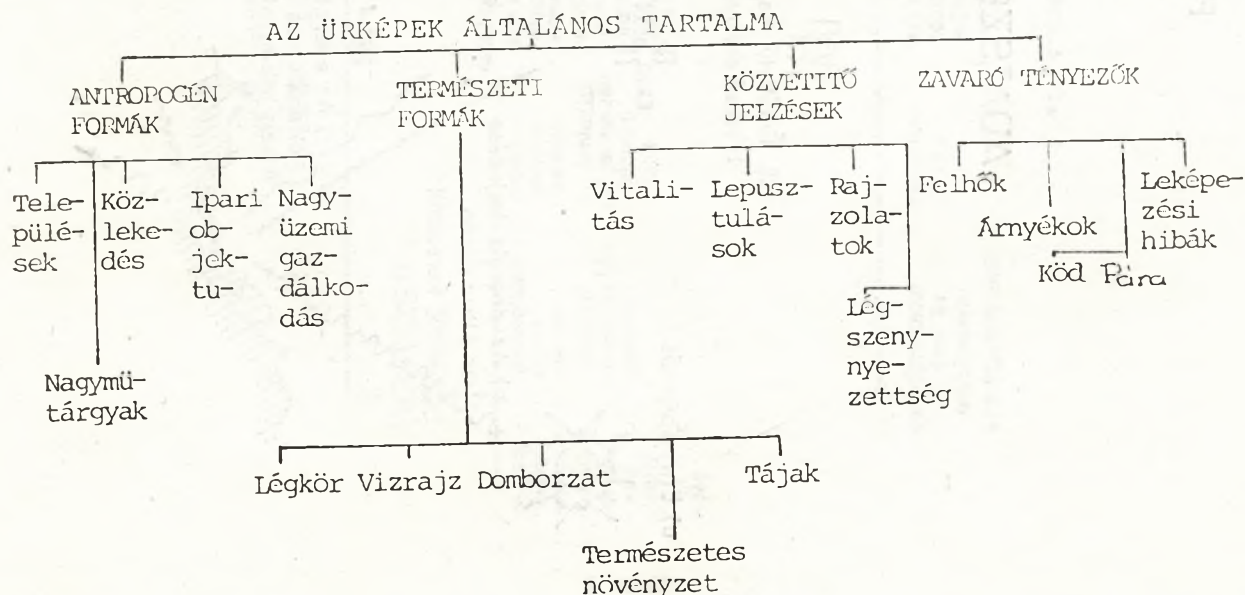 AZ ÜRKÉPEK ÁLTALÁNOS TARTALMA
ANTROPOGÉN
FORMÁK
TERMÉSZETI
FORMÁK
KÖZVETITŐ
JELZÉSEK
ZAVARÓ TÉNYEZŐK
Tele-
pülé-
sek
Köz-
leke-
dés
Ipari
ob-
jek-
tu-
Nagy-
üzemi
gaz-
dálko-
dás
Nagymü-
tárgyak
Vitali-
tás
Lepusz-
tulá-
sok
Raj-
zola-
tok
Lég-
szeny-
nye-
zettség
Felhők
Árnyékok
Köd Pára
Leképe-
zési
hibák
Légkör Vizrajz Domborzat
Tájak
Természetes
növényzet